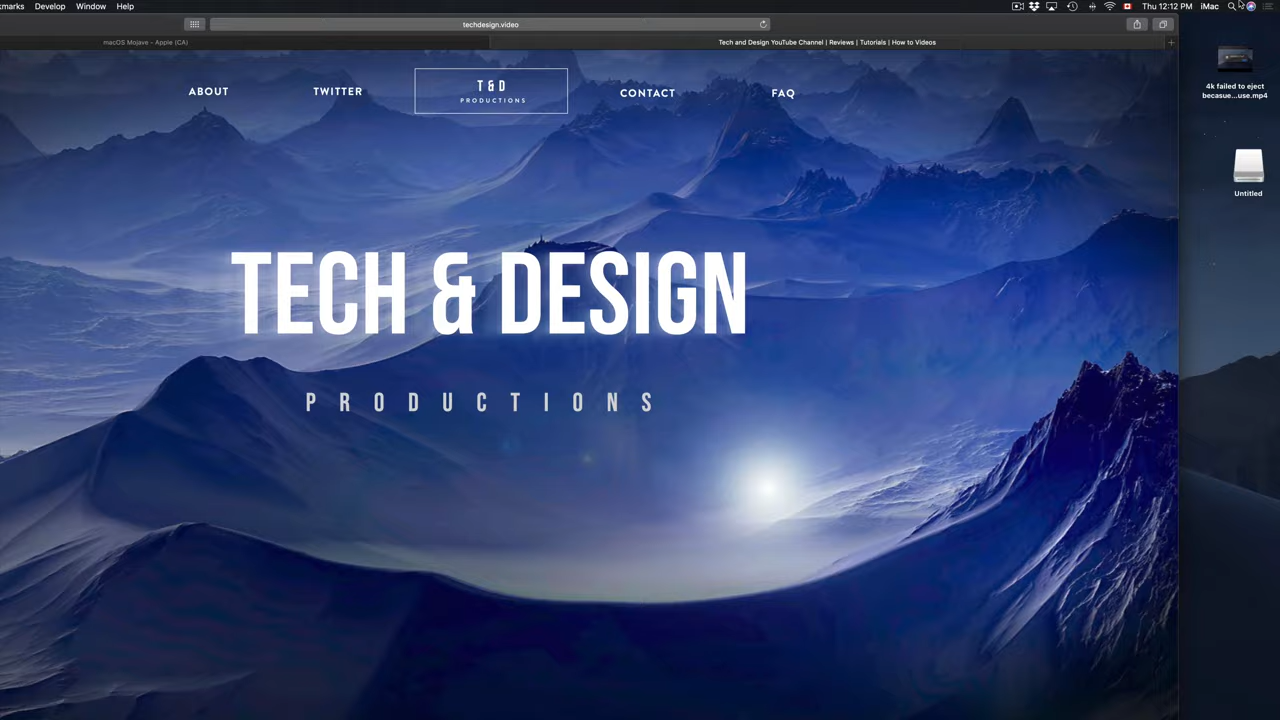 marks Develop Window Help
Thu 12:12 PM iMac
techdesign.video
macOS Mojave - Apple (CA)
Tech and Design YouTube Channel | Reviews | Tutorials | How to Videos
ABOUT
TWITTER
T&D
PRODUCTIONS
CONTACT
FAQ
4k failed to eject
becasue...use.mp4
Untitled
TECH & DESIGN
PRODUCTIONS